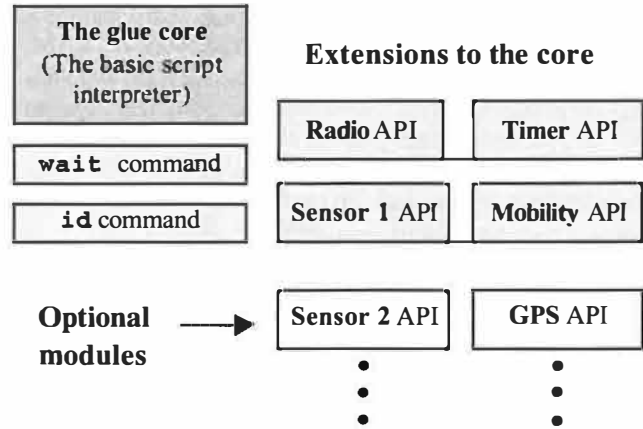 The glue core
(The basic script
interpreter)
Extensions to the core
Radio API
Timer API
wait command
id command
Sensor 1 API
Mobility API
Optional
modules
Sensor 2 API
GPS API